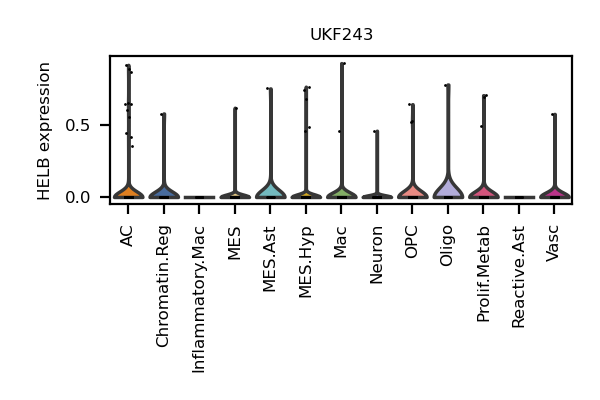 UKF243
HELB expression
0.5
0.0
AC
Chromatin.Reg
Inflammatory.Mac
MES
MES.Ast
MES.Hyp
Mac
Neuron
OPC
Oligo
Prolif.Metab
Reactive.Ast
Vasc